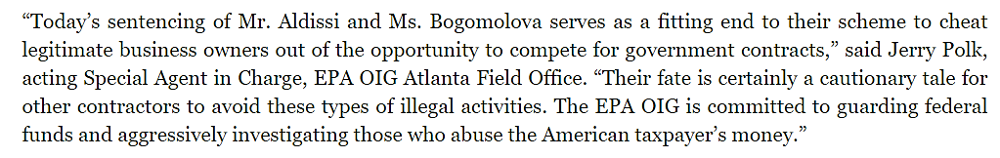 “Today’s sentencing of Mr. Aldissi and Ms. Bogomolova serves as a fitting end to their scheme to cheat
legitimate business owners out of the opportunity to compete for government contracts,” said Jerry Polk,
acting Special Agent in Charge, EPA OIG Atlanta Field Office. “Their fate is certainly a cautionary tale for
other contractors to avoid these types of illegal activities. The EPA OIG is committed to guarding federal
funds and aggressively investigating those who abuse the American taxpayer’s money.”